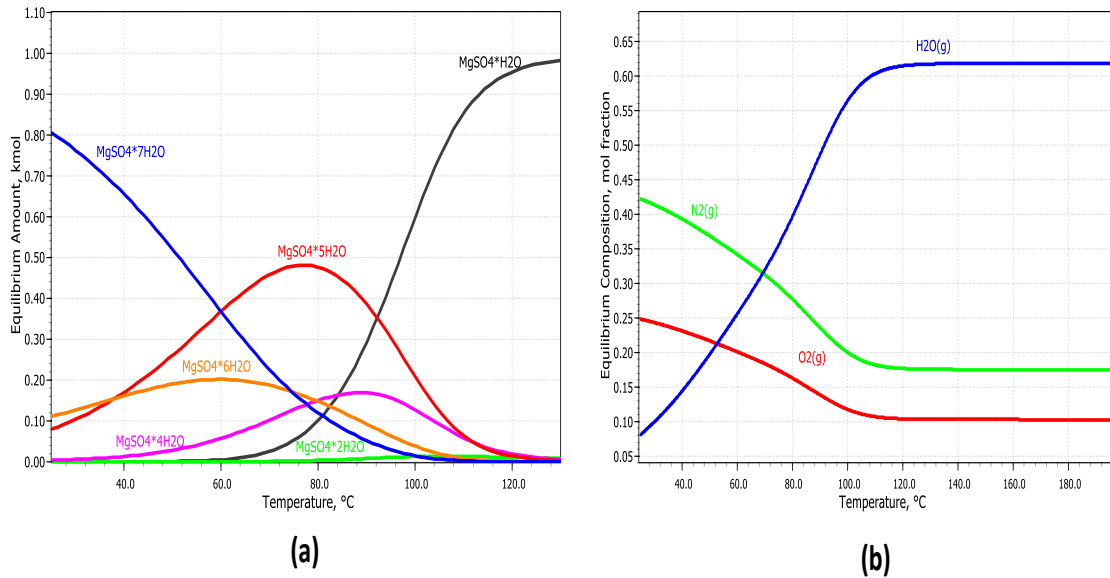 1.10
1.00
0.90
0.80
0.70
0.60
0.50
0.40
0.30
0.20
0.10
0.00
Equilibrium Amount, kmol
MgSO4*H2O
MgSO4*7H2O
MgSO4*5H2O
MgSO4*6H2O
MgSO4*4H2O
MgSO4*2H2O
40.0 60.0 80.0 100.0 120.0
Temperature, °C
(a)
0.65
0.60
0.55
0.50
0.45
0.40
0.35
0.30
0.25
0.20
0.15
0.10
0.05
Equilibrium Composition, mol fraction
H2O(g)
N2(g)
O2(g)
40.0 60.0 80.0 100.0 120.0 140.0 160.0 180.0
Temperature, °C
(b)